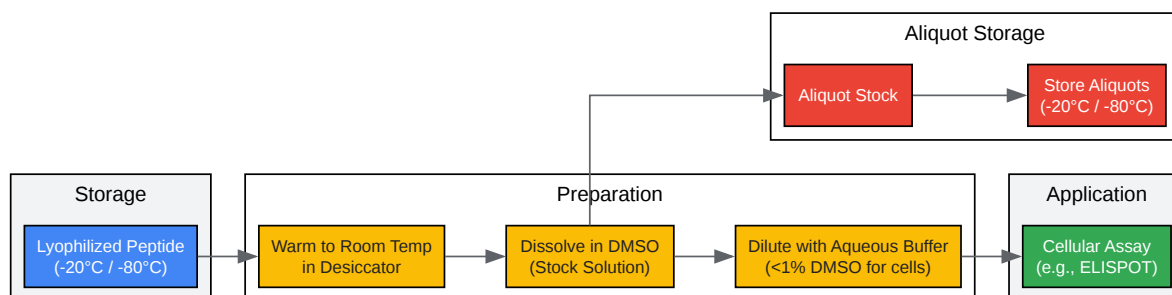 Aliquot Storage
Aliquot Stock
Store Aliquots
(-20°C / -80°C)
Storage
Lyophilized Peptide
(-20°C / -80°C)
Preparation
Warm to Room Temp
in Desiccator
Dissolve in DMSO
(Stock Solution)
Dilute with Aqueous Buffer
(<1% DMSO for cells)
Application
Cellular Assay
(e.g., ELISPOT)